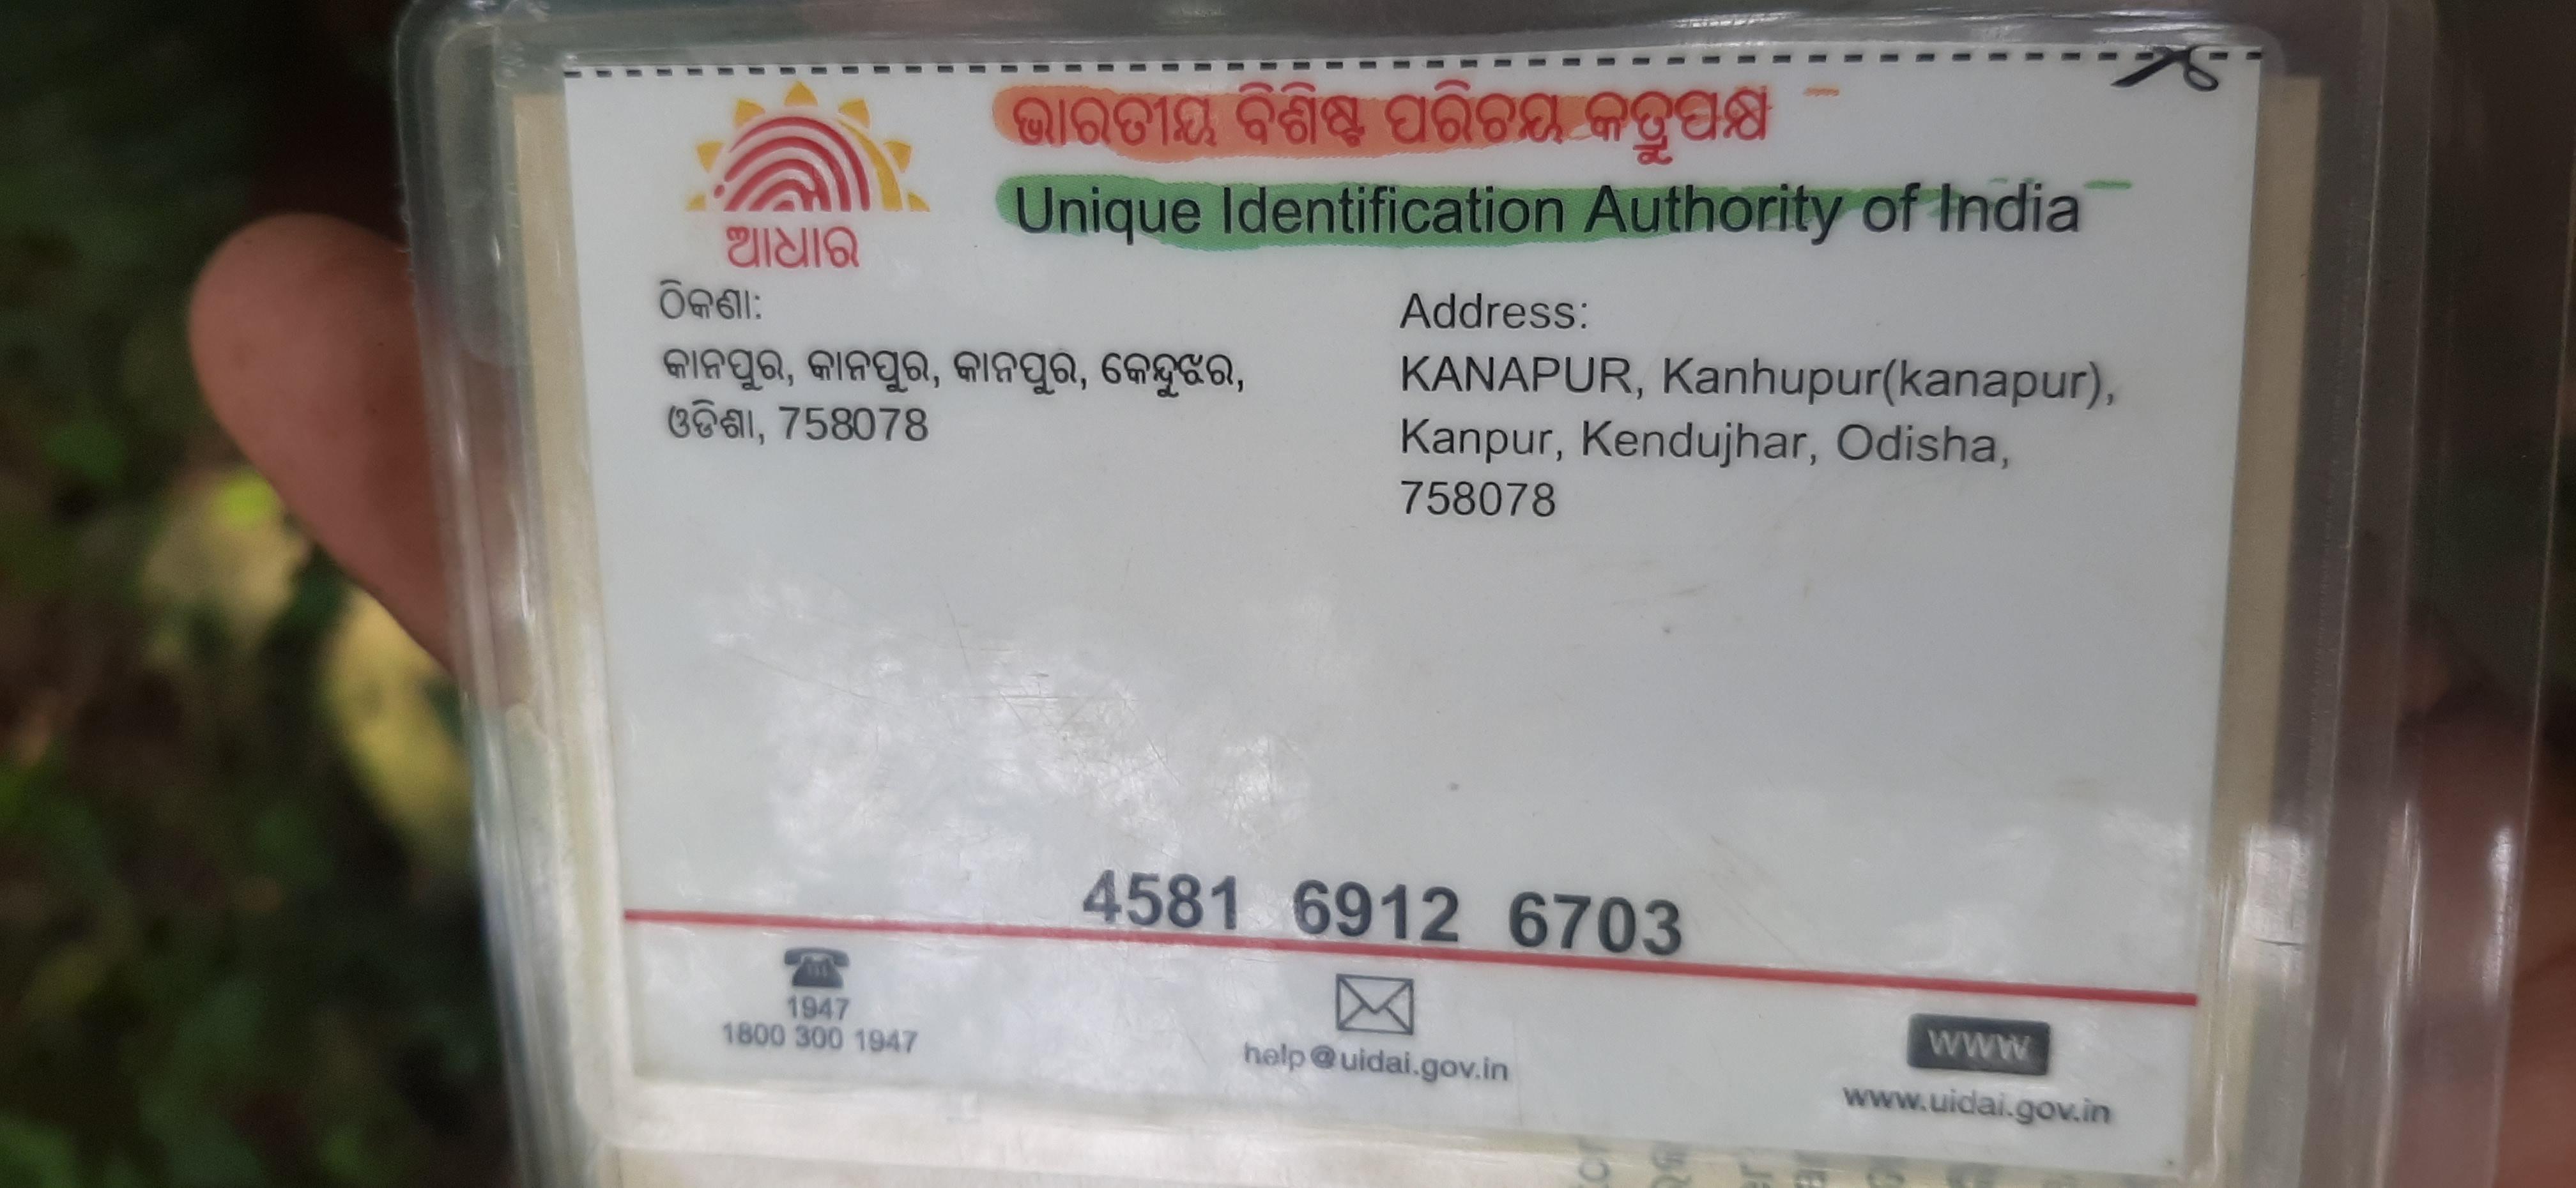 ଭାରତୀୟ ବିଶିଷ୍ଟ ପରିଚୟ କର୍ତ୍ତୃପକ୍ଷ
Unique Identification Authority of India
ଆଧାର
ଠିକଣା:
କାନପୁର, କାନପୁର, କାନପୁର, କେନ୍ଦୁଝର,
ଓଡିଶା, 758078
Address:
KANAPUR, Kanhupur(kanapur),
Kanpur, Kendujhar, Odisha,
758078
4581 6912 6703
1947
1800 300 1947
help@uidai.gov.in
www
www.uidai.gov.in